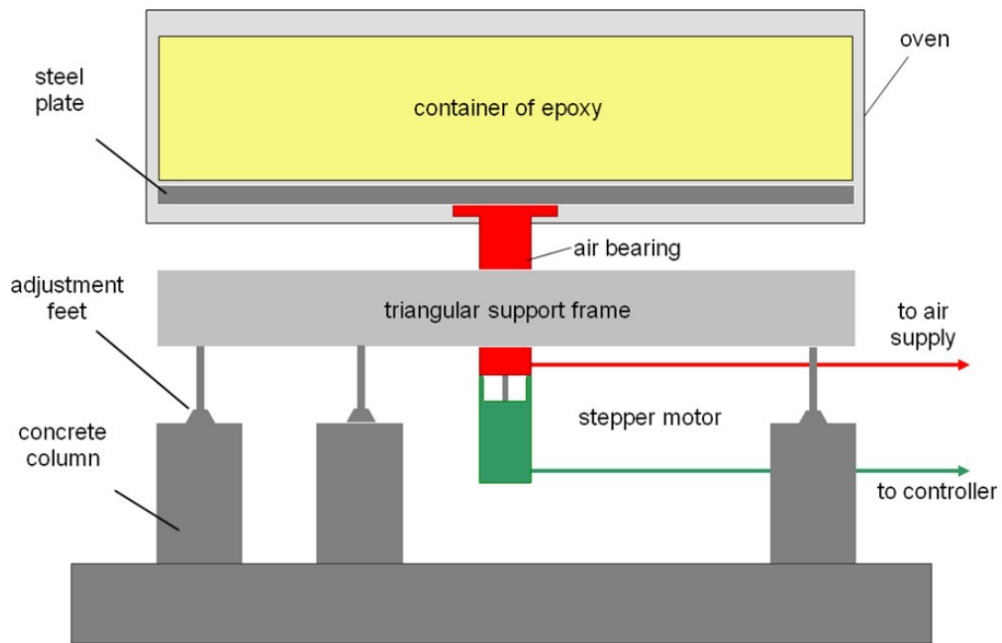 oven
steel
plate
container of epoxy
air bearing
adjustment
feet
triangular support frame
to air
supply
stepper motor
concrete
column
to controller